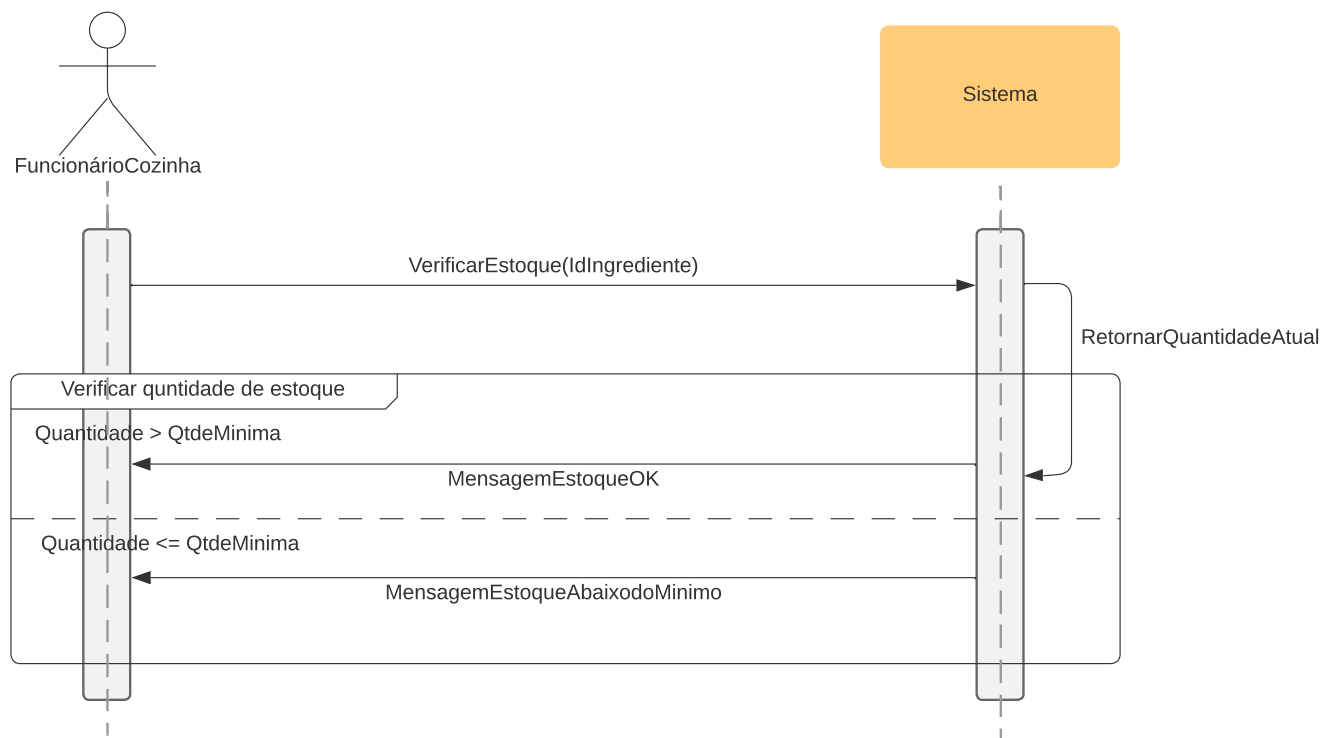 Sistema
FuncionárioCozinha
VerificarEstoque(IdIngrediente)
RetornarQuantidadeAtual
Verificar quntidade de estoque
Quantidade > QtdeMinima
MensagemEstoqueOK
Quantidade <= QtdeMinima
MensagemEstoqueAbaixodoMinimo